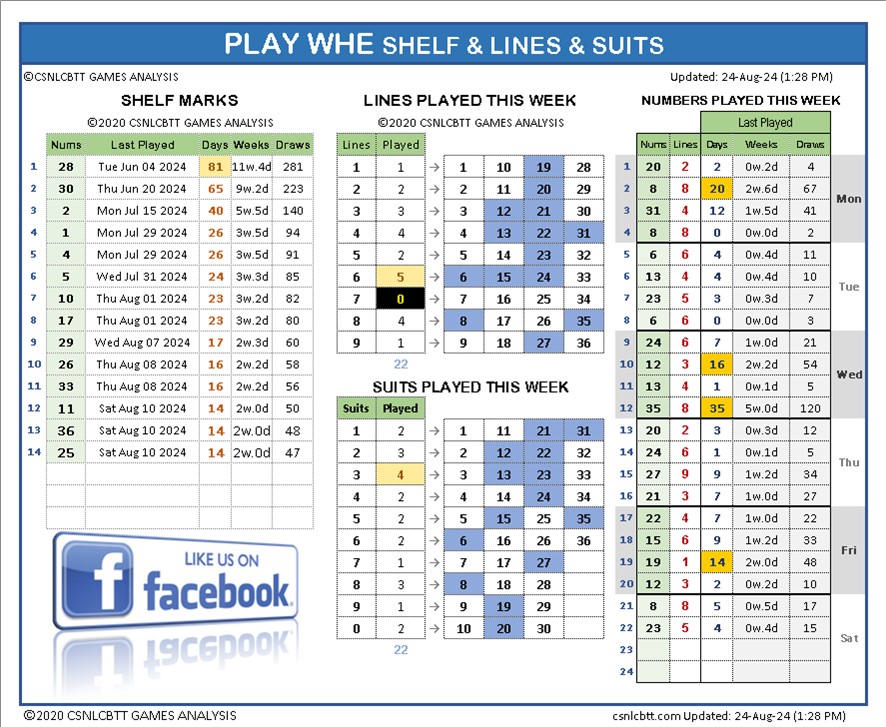 PLAY WHE SHELF & LINES & SUITS
©CSNLCBTT GAMES ANALYSIS
Updated: 24-Aug-24 (1:28 PM)
SHELF MARKS
©2020 CSNLCBTT GAMES ANALYSIS
Nums Last Played Days Weeks Draws
1 28 Tue Jun 04 2024 81 11w.4d 281
2 30 Thu Jun 20 2024 65 9w.2d 223
3 2 Mon Jul 15 2024 40 5w.5d 140
4 1 Mon Jul 29 2024 26 3w.5d 94
5 4 Mon Jul 29 2024 26 3w.5d 91
6 5 Wed Jul 31 2024 24 3w.3d 85
7 10 Thu Aug 01 2024 23 3w.2d 82
8 17 Thu Aug 01 2024 23 3w.2d 80
9 29 Wed Aug 07 2024 17 2w.3d 60
10 26 Thu Aug 08 2024 16 2w.2d 58
11 33 Thu Aug 08 2024 16 2w.2d 56
12 11 Sat Aug 10 2024 14 2w.0d 50
13 36 Sat Aug 10 2024 14 2w.0d 48
14 25 Sat Aug 10 2024 14 2w.0d 47
LIKE US ON
facebook
LINES PLAYED THIS WEEK
©2020 CSNLCBTT GAMES ANALYSIS
Lines Played
1 1 → 1 10 19 28
2 2 → 2 11 20 29
3 3 → 3 12 21 30
4 4 → 4 13 22 31
5 2 → 5 14 23 32
6 5 → 6 15 24 33
7 0 → 7 16 25 34
8 4 → 8 17 26 35
9 1 → 9 18 27 36
22
SUITS PLAYED THIS WEEK
Suits Played
1 2 → 1 11 21 31
2 3 → 2 12 22 32
3 4 → 3 13 23 33
4 2 → 4 14 24 34
5 2 → 5 15 25 35
6 2 → 6 16 26 36
7 1 → 7 17 27
8 3 → 8 18 28
9 1 → 9 19 29
0 2 → 10 20 30
22
NUMBERS PLAYED THIS WEEK
Last Played
Nums Lines Days Weeks Draws
1 20 2 2 0w.2d 4
2 8 8 20 2w.6d 67
Mon
3 31 4 12 1w.5d 41
4 8 8 0 0w.0d 2
5 6 6 4 0w.4d 11
6 13 4 4 0w.4d 10
Tue
7 23 5 3 0w.3d 7
8 6 6 0 0w.0d 3
9 24 6 7 1w.0d 21
10 12 3 16 2w.2d 54
Wed
11 13 4 1 0w.1d 5
12 35 8 35 5w.0d 120
13 20 2 3 0w.3d 12
14 24 6 1 0w.1d 5
Thu
15 27 9 9 1w.2d 34
16 21 3 7 1w.0d 27
17 22 4 7 1w.0d 22
18 15 6 9 1w.2d 33
Fri
19 19 1 14 2w.0d 48
20 12 3 2 0w.2d 10
21 8 8 5 0w.5d 17
22 23 5 4 0w.4d 15
Sat
23
24
©2020 CSNLCBTT GAMES ANALYSIS
csnlcbtt.com Updated: 24-Aug-24 (1:28 PM)